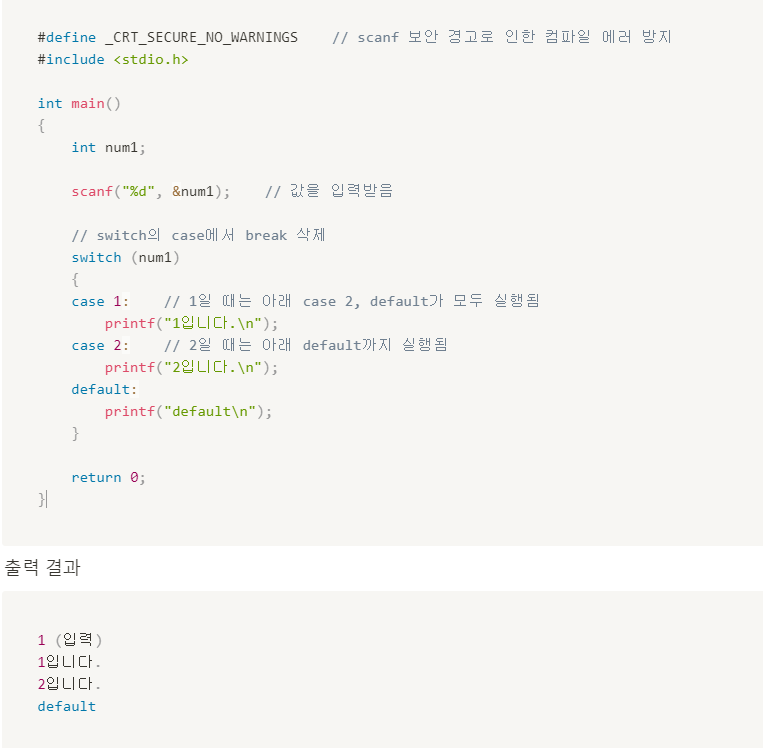 #define _CRT_SECURE_NO_WARNINGS    // scanf 보안 경고로 인한 컴파일 에러 방지
#include <stdio.h>

int main()
{
    int num1;

    scanf("%d", &num1);    // 값을 입력받음

    // switch의 case에서 break 삭제
    switch (num1)
    {
    case 1:    // 1일 때는 아래 case 2, default가 모두 실행됨
        printf("1입니다.\n");
    case 2:    // 2일 때는 아래 default까지 실행됨
        printf("2입니다.\n");
    default:
        printf("default\n");
    }

    return 0;
}
출력 결과
1 (입력)
1입니다.
2입니다.
default